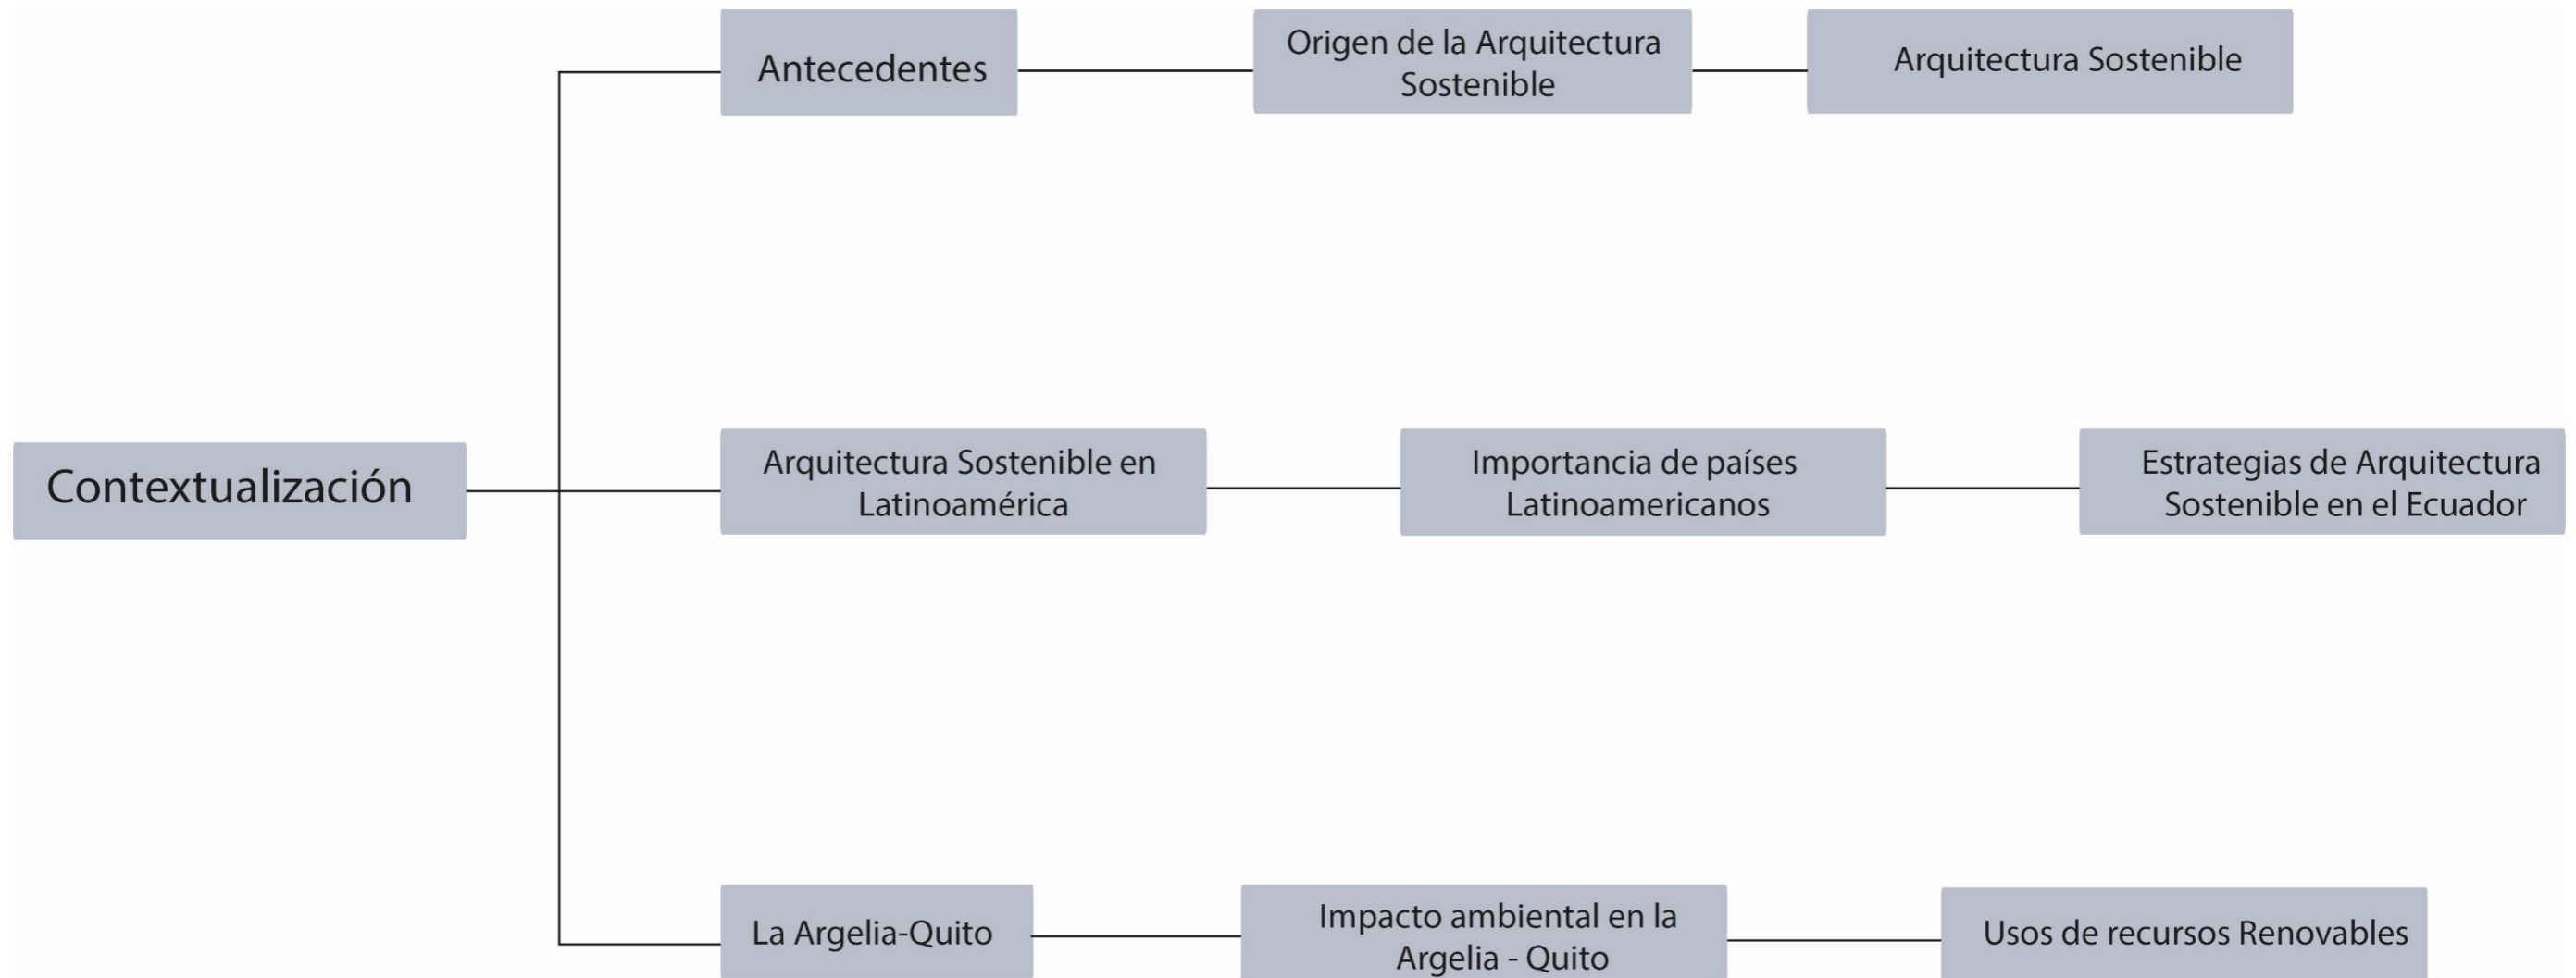 Antecedentes
Origen de la Arquitectura
Sostenible
Arquitectura Sostenible
Contextualización
Arquitectura Sostenible en
Latinoamérica
Importancia de países
Latinoamericanos
Estrategias de Arquitectura
Sostenible en el Ecuador
La Argelia-Quito
Impacto ambiental en la
Argelia - Quito
Usos de recursos Renovables